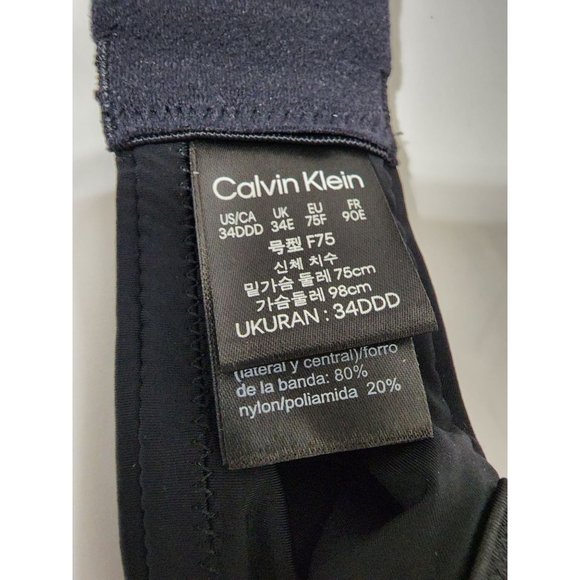 Calvin Klein
US/CA UK EU FR
34DDD 34E 75F 90E
号型 F75
신체 치수
밑가슴 둘레 75cm
가슴둘레 98cm
UKURAN : 34DDD
(lateral y central)/forro
de la banda: 80%
nylon/poliamida 20%